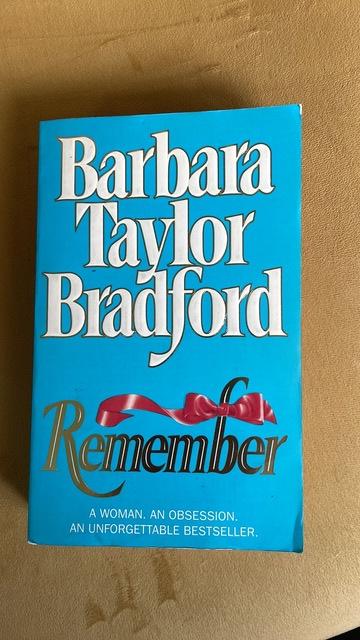 Barbara
Taylor
Bradford
Remember
A WOMAN. AN OBSESSION.
AN UNFORGETTABLE BESTSELLER.